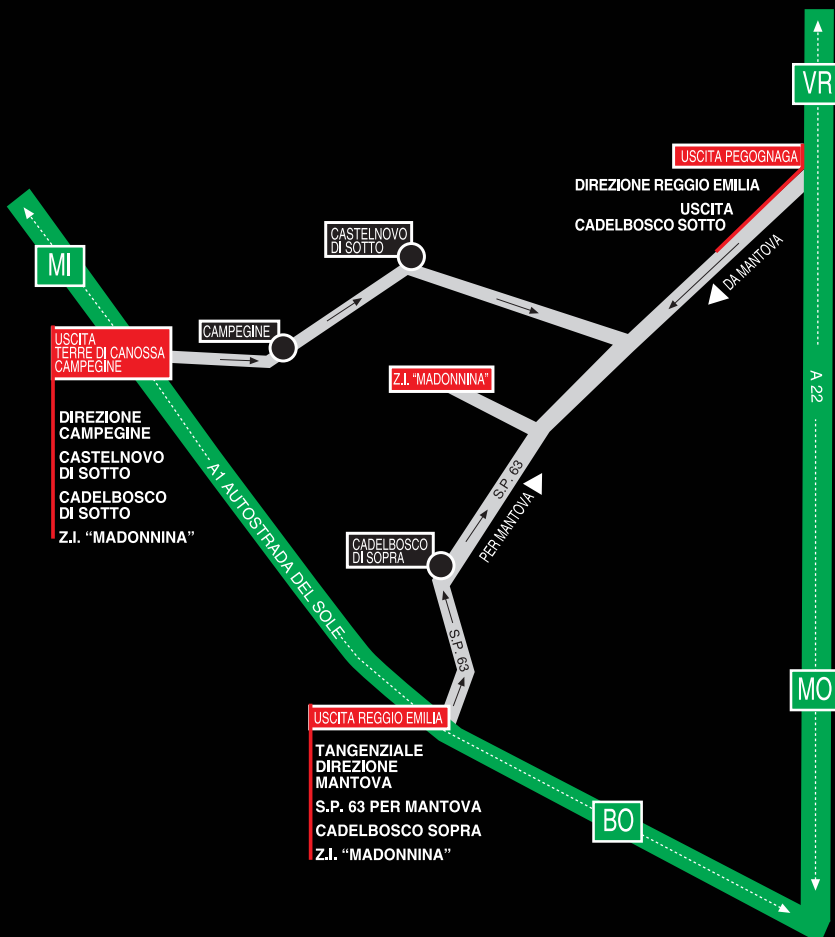 VR
USCITA PEGOGNAGA
DIREZIONE REGGIO EMILIA
USCITA
CADELBOSCO SOTTO
DA MANTOVA
CASTELNOVO
DI SOTTO
MI
CAMPEGINE
USCITA
TERRE DI CANOSSA
CAMPEGINE
Z.I. “MADONNINA”
A 22
DIREZIONE
CAMPEGINE
CASTELNOVO
DI SOTTO
CADELBOSCO
DI SOTTO
Z.I. “MADONNINA”
A1 AUTOSTRADA DEL SOLE
S.P. 63
PER MANTOVA
CADELBOSCO
DI SOPRA
S.P. 63
MO
USCITA REGGIO EMILIA
TANGENZIALE
DIREZIONE
MANTOVA
S.P. 63 PER MANTOVA
CADELBOSCO SOPRA
Z.I. “MADONNINA”
BO